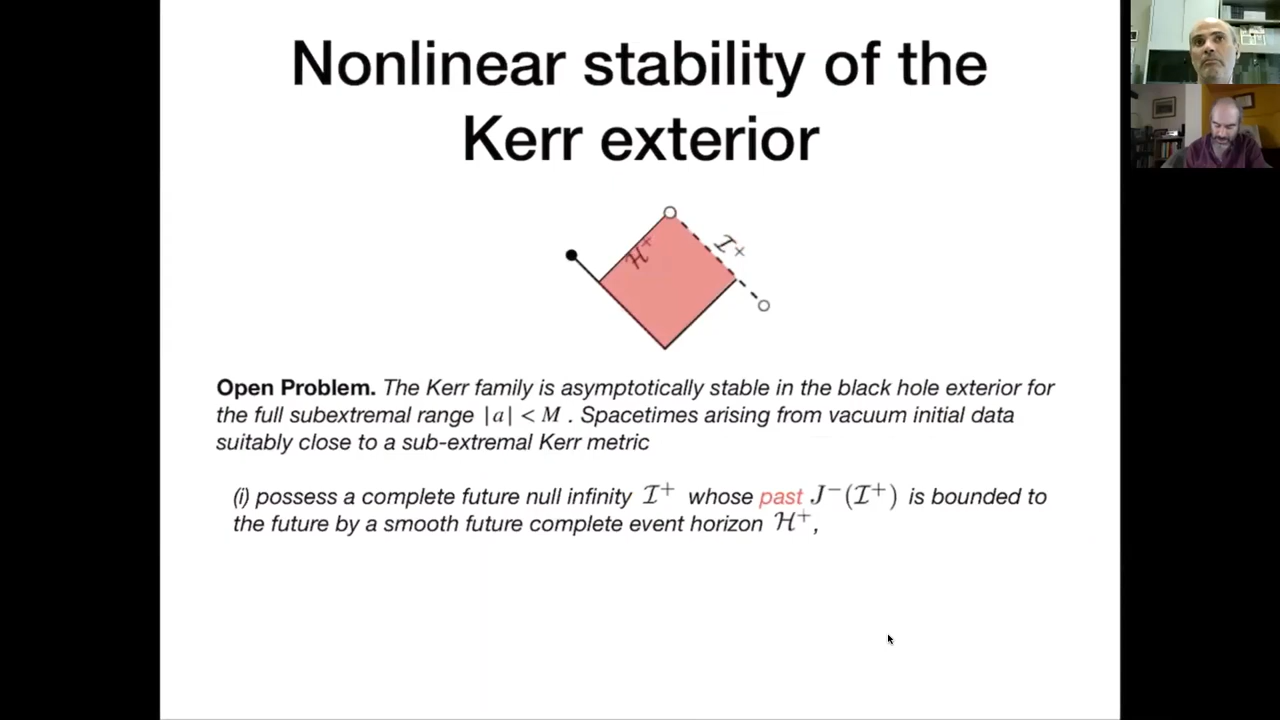 Nonlinear stability of the
Kerr exterior
ℋ⁺
ℐ⁺
Open Problem. The Kerr family is asymptotically stable in the black hole exterior for
the full subextremal range |a| < M . Spacetimes arising from vacuum initial data
suitably close to a sub-extremal Kerr metric
(i) possess a complete future null infinity ℐ⁺ whose past J⁻(ℐ⁺) is bounded to
the future by a smooth future complete event horizon ℋ⁺,